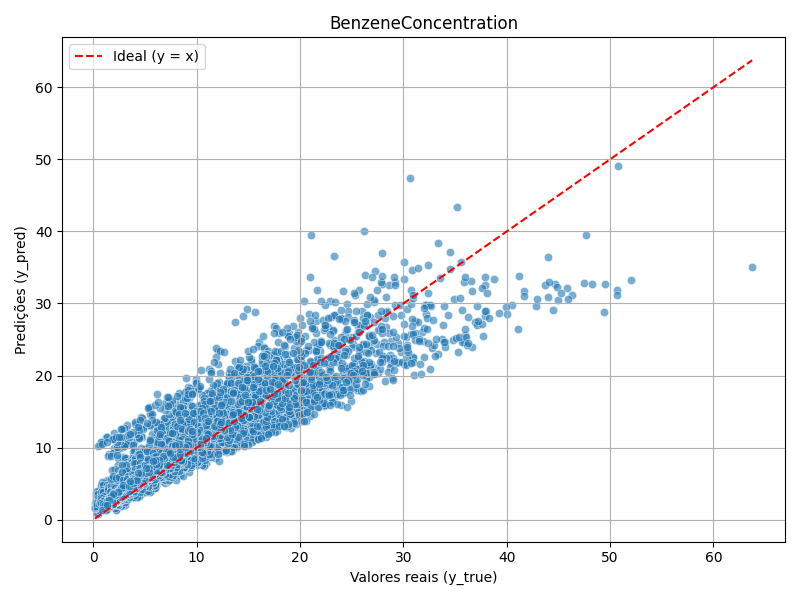 BenzeneConcentration
Ideal (y = x)
60
50
40
30
20
10
0
Predições (y_pred)
0 10 20 30 40 50 60
Valores reais (y_true)